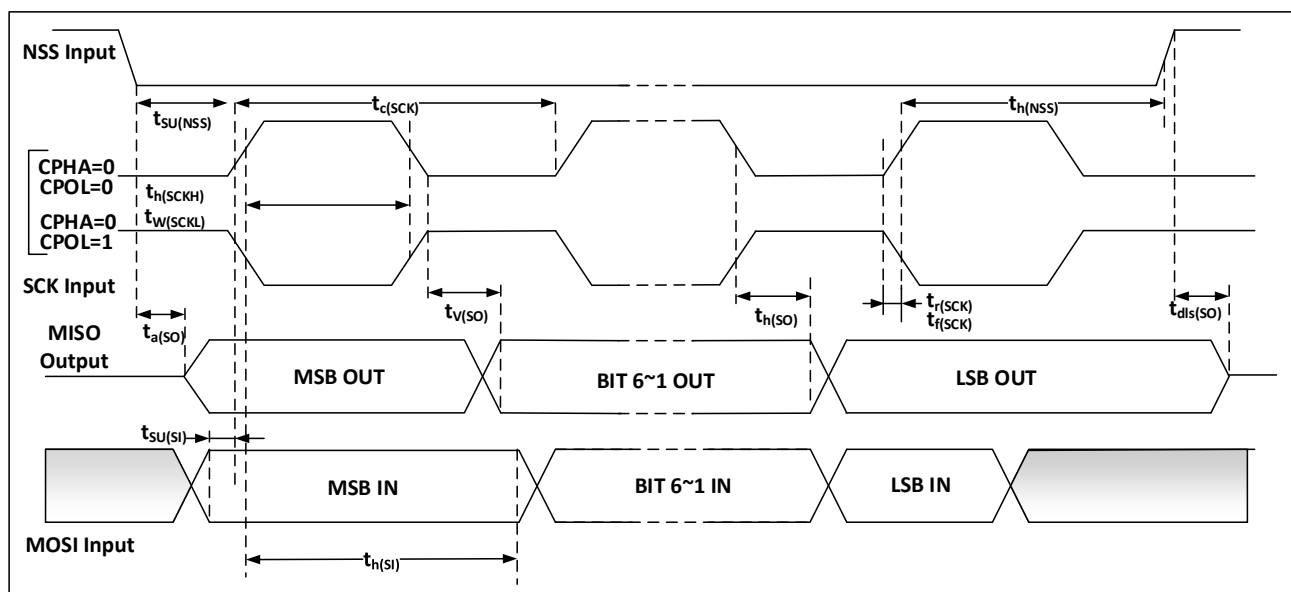 NSS Input
tSU(NSS)
tc(SCK)
th(NSS)
CPHA=0
CPOL=0
th(SCKH)
CPHA=0
tW(SCKL)
CPOL=1
SCK Input
ta(SO)
tV(SO)
th(SO)
tr(SCK)
tf(SCK)
tdIs(SO)
MISO
Output
MSB OUT
BIT 6~1 OUT
LSB OUT
tSU(SI)
MSB IN
BIT 6~1 IN
LSB IN
MOSI Input
th(SI)